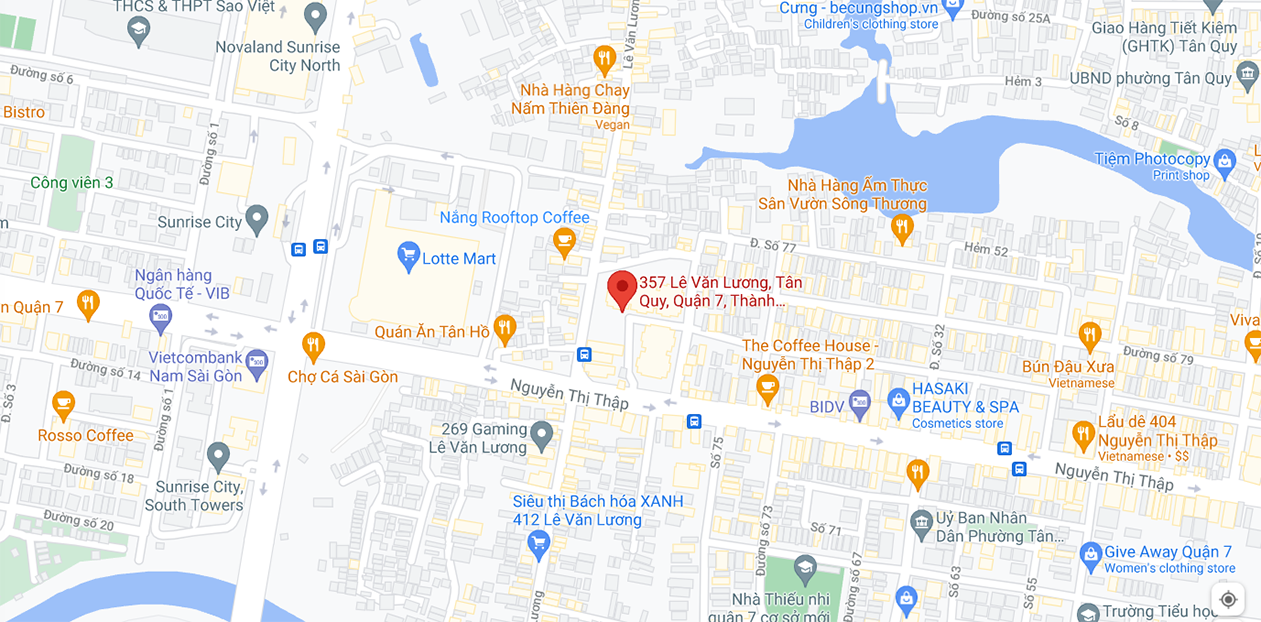 THCS & THPT Sao Việt
Novaland Sunrise
City North
Lê Văn Lương
Cưng - becungshop.vn
Children's clothing store
Đường số 25A
Giao Hàng Tiết Kiệm
(GHTK) Tân Quy
UBND phường Tân Quy
Hẻm 3
Đường số 6
Nhà Hàng Chay
Nấm Thiên Đàng
Vegan
Bistro
Đường số 1
Số 8
Tiệm Photocopy
Print shop
Công viên 3
Nhà Hàng Ẩm Thực
Sân Vườn Sông Thương
Sunrise City
Nắng Rooftop Coffee
Đ. Số 77
Hẻm 52
Lotte Mart
Ngân hàng
Quốc Tế - VIB
357 Lê Văn Lương, Tân
Quy, Quận 7, Thành...
n Quận 7
Quán Ăn Tân Hồ
Đ. Số 32
Viva
The Coffee House -
Nguyễn Thị Thập 2
Đường số 79
Bún Đậu Xưa
Vietnamese
Vietcombank
Nam Sài Gòn
Đường số 14
Chợ Cá Sài Gòn
Đ. Số 3
Đường số 1
Nguyễn Thị Thập
BIDV
HASAKI
BEAUTY & SPA
Cosmetics store
Rosso Coffee
269 Gaming
Lê Văn Lương
Số 75
Lẩu dê 404
Nguyễn Thị Thập
Vietnamese • $$
Nguyễn Thị Thập
Đường số 18
Sunrise City,
South Towers
Siêu thị Bách hóa XANH
412 Lê Văn Lương
Đường số 20
Đường số 73
Số 71
Uỷ Ban Nhân
Dân Phường Tân...
Đường số 67
Số 63
Số 55
Give Away Quận 7
Women's clothing store
Nhà Thiếu nhi
quận 7 cơ sở mới
Trường Tiểu học